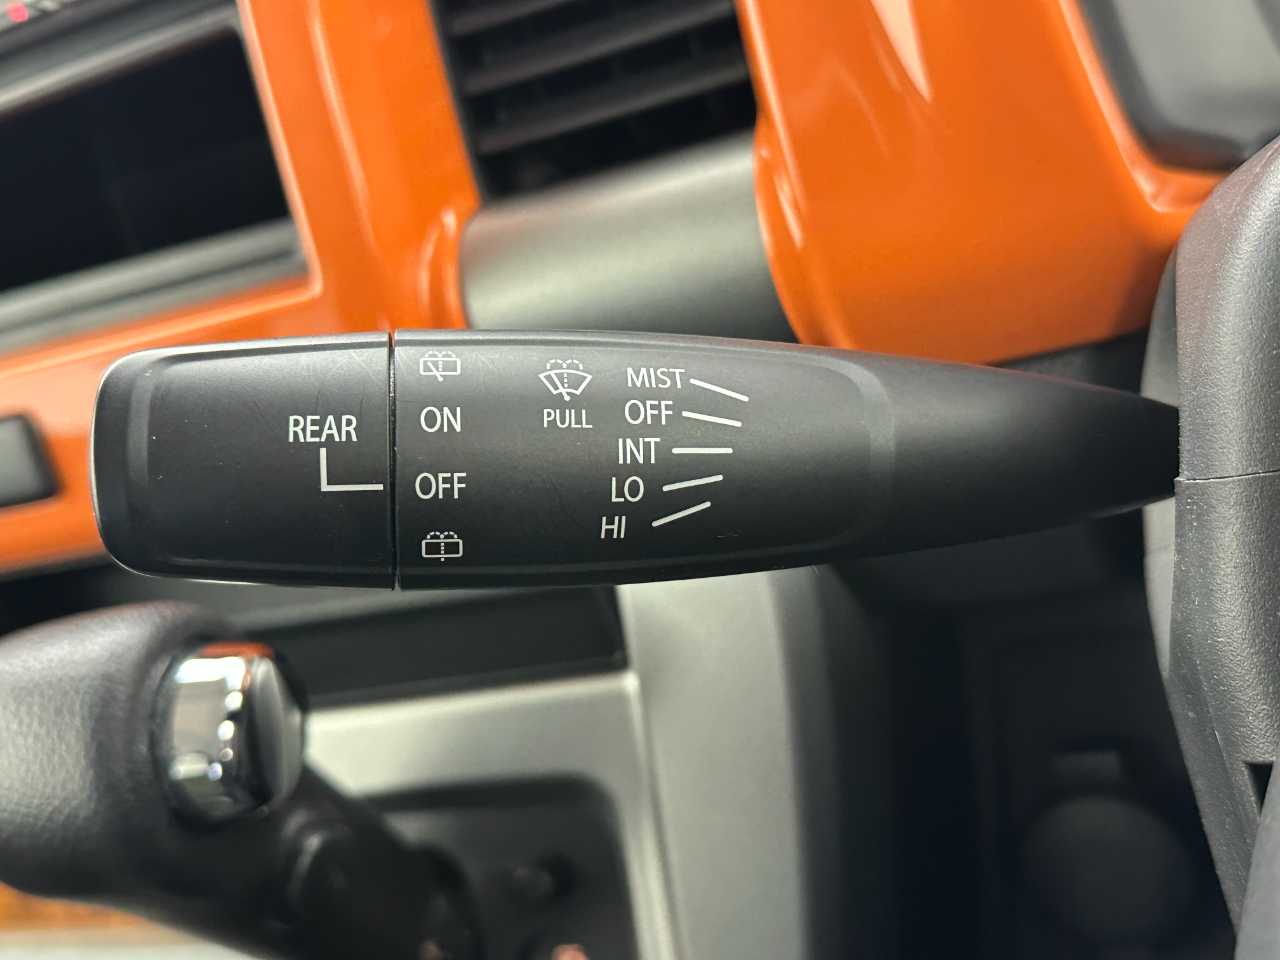 REAR
ON
OFF
PULL
MIST
OFF
INT
LO
HI